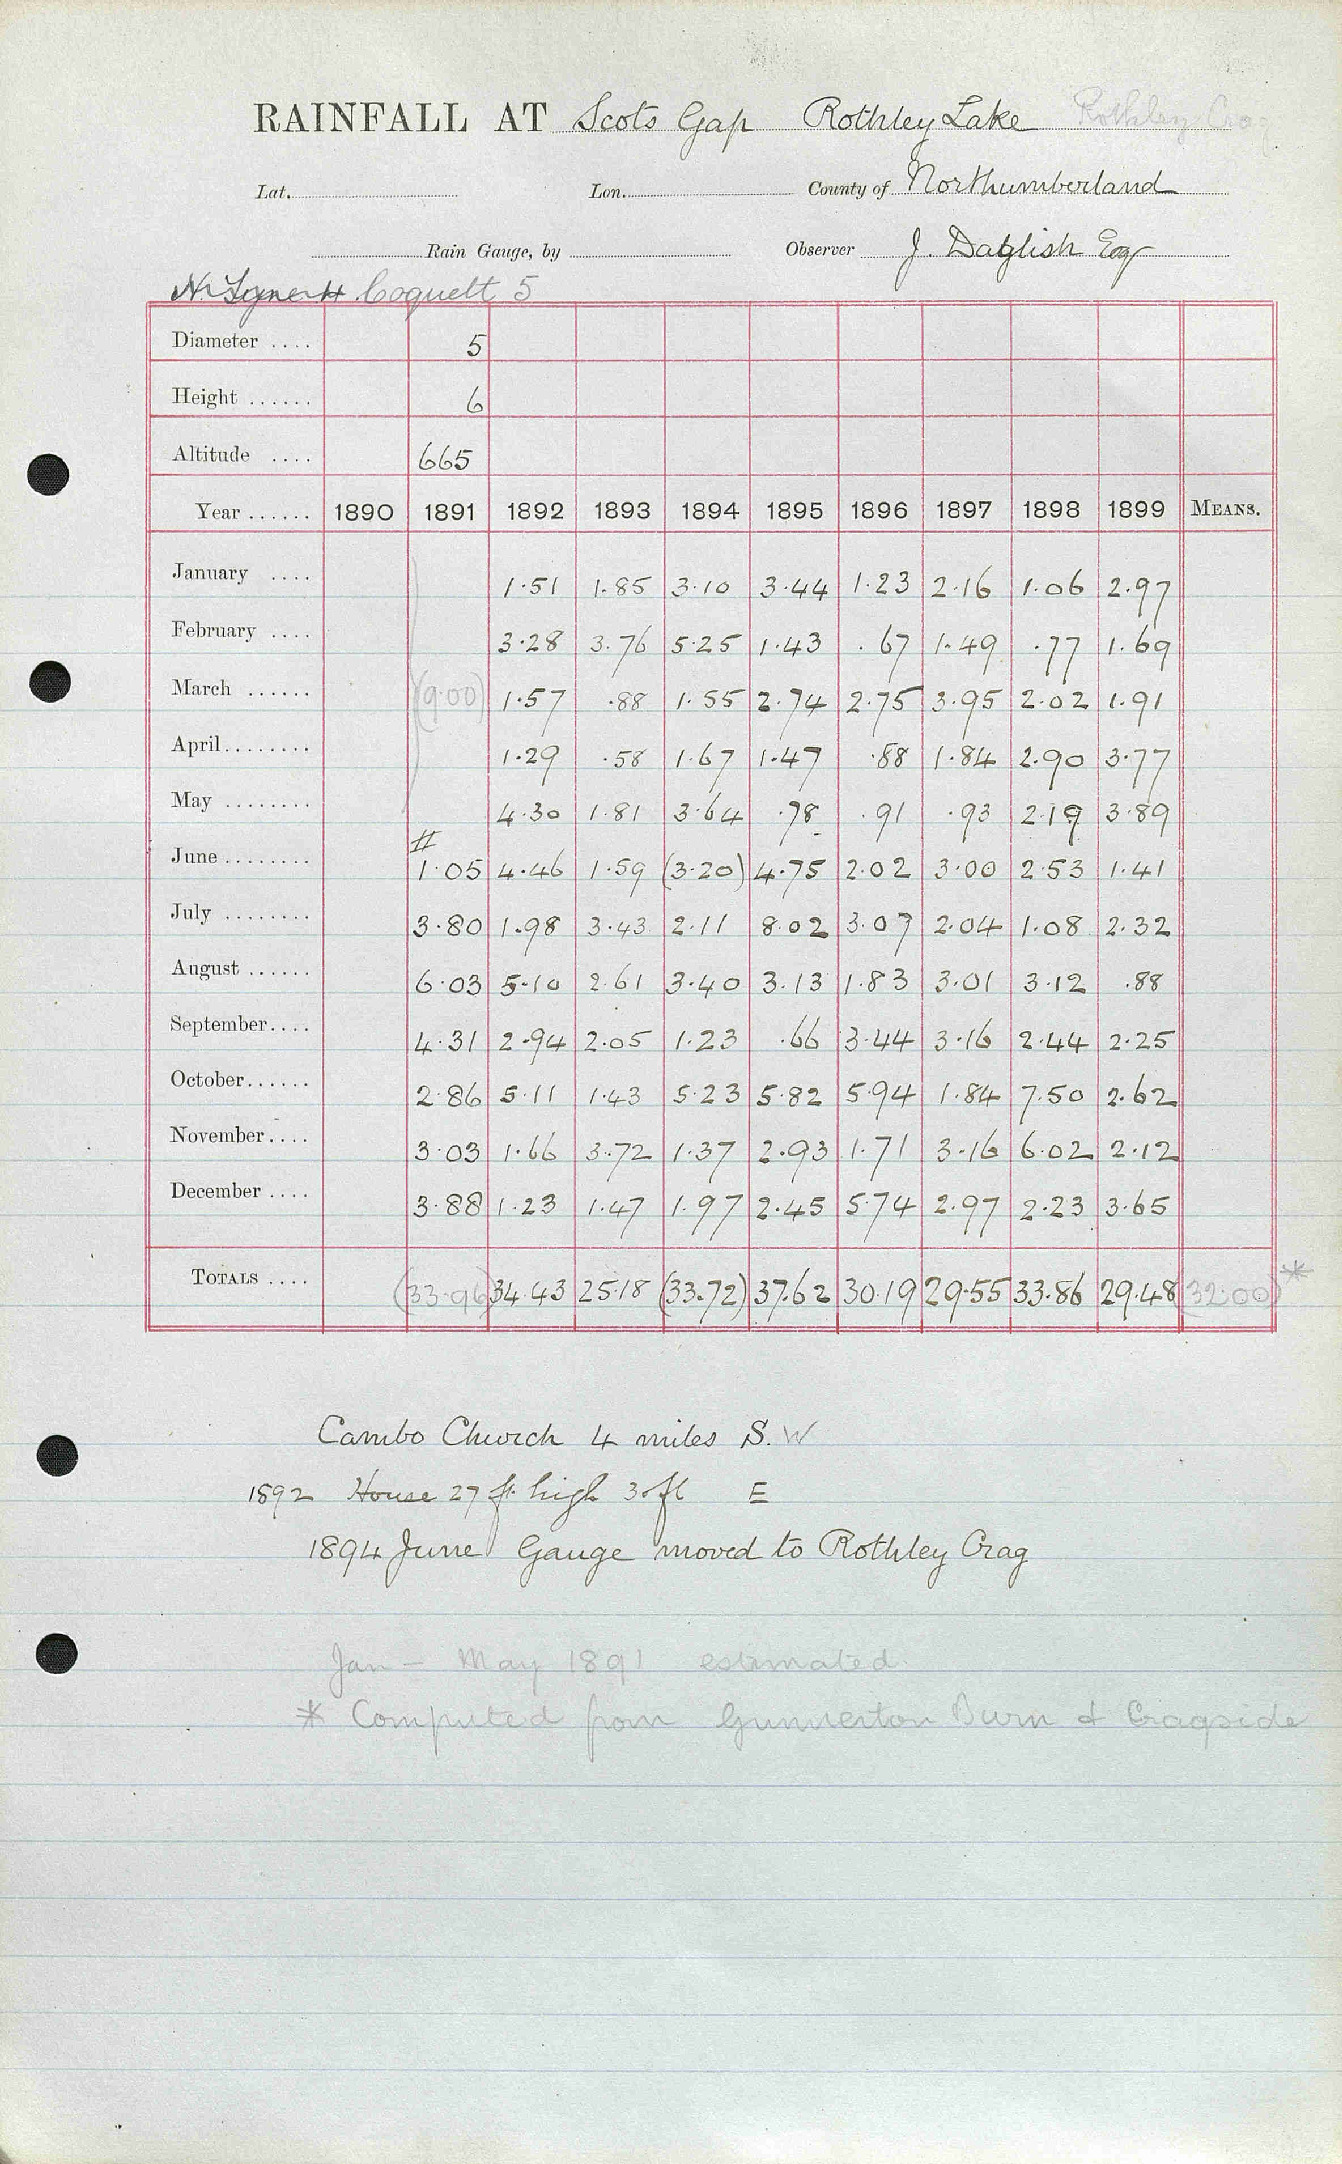 RAINFALL AT Scots Gap Rothley Lake Rothley Crag
Lat. Lon. County of Northumberland
Rain Gauge, by Observer J. Daglish Esq
Coquett 5
Diameter .... 5
Height ...... 6
Altitude .... 665
Year ...... 1890 1891 1892 1893 1894 1895 1896 1897 1898 1899 MEANS.
January .... 1.51 1.85 3.10 3.44 1.23 2.16 1.06 2.97
February .... 3.28 3.76 5.25 1.43 .67 1.49 .77 1.69
March ...... (9.00) 1.57 .88 1.55 2.74 2.75 3.95 2.02 1.91
April........ 1.29 .58 1.67 1.47 .88 1.84 2.90 3.77
May ........ 4.30 1.81 3.64 .78 .91 .93 2.19 3.89
June ........ # 1.05 4.46 1.59 (3.20) 4.75 2.02 3.00 2.53 1.41
July ........ 3.80 1.98 3.43 2.11 8.02 3.07 2.04 1.08 2.32
August ...... 6.03 5.10 2.61 3.40 3.13 1.83 3.01 3.12 .88
September.... 4.31 2.94 2.05 1.23 .66 3.44 3.16 2.44 2.25
October...... 2.86 5.11 1.43 5.23 5.82 5.94 1.84 7.50 2.62
November.... 3.03 1.66 3.72 1.37 2.93 1.71 3.16 6.02 2.12
December .... 3.88 1.23 1.47 1.97 2.45 5.74 2.97 2.23 3.65
TOTALS .... (33.96) 34.43 25.18 (33.72) 37.62 30.19 29.55 33.86 29.48 (32.00) *
Cambo Church 4 miles S.W
1892 House 27 ft. high 30ft E
1894 June Gauge moved to Rothley Crag
Jan - May 1891 estimated
* Computed from Gunnerton Burn & Cragside